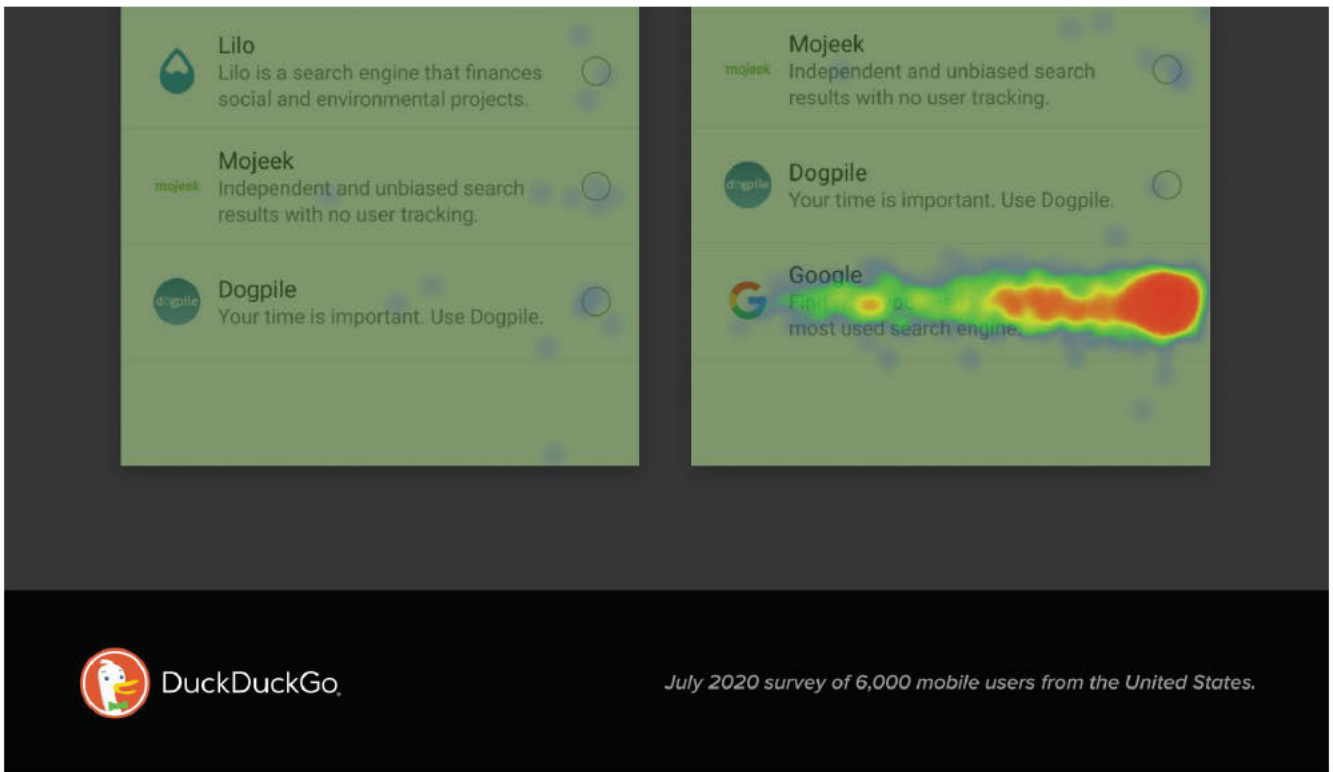 Lilo
Lilo is a search engine that finances
social and environmental projects.
mojeek
Mojeek
Independent and unbiased search
results with no user tracking.
dogpile
Dogpile
Your time is important. Use Dogpile.
Mojeek
mojeek
Independent and unbiased search
results with no user tracking.
dogpile
Dogpile
Your time is important. Use Dogpile.
Google
most used search engine.
DuckDuckGo
July 2020 survey of 6,000 mobile users from the United States.